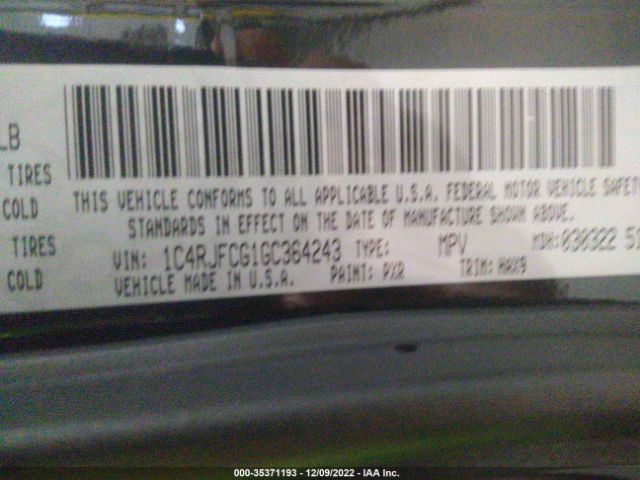 LB
TIRES
COLD
TIRES
COLD
THIS VEHICLE CONFORMS TO ALL APPLICABLE U.S.A. FEDERAL MOTOR VEHICLE SAFETY
STANDARDS IN EFFECT ON THE DATE OF MANUFACTURE SHOWN ABOVE.
VIN: 1C4RJFCG1GC364243 TYPE: MPV MDH:030322 51
VEHICLE MADE IN U.S.A. PAINT: PXR TRIM: HAX9
000-35371193 - 12/09/2022 - IAA Inc.